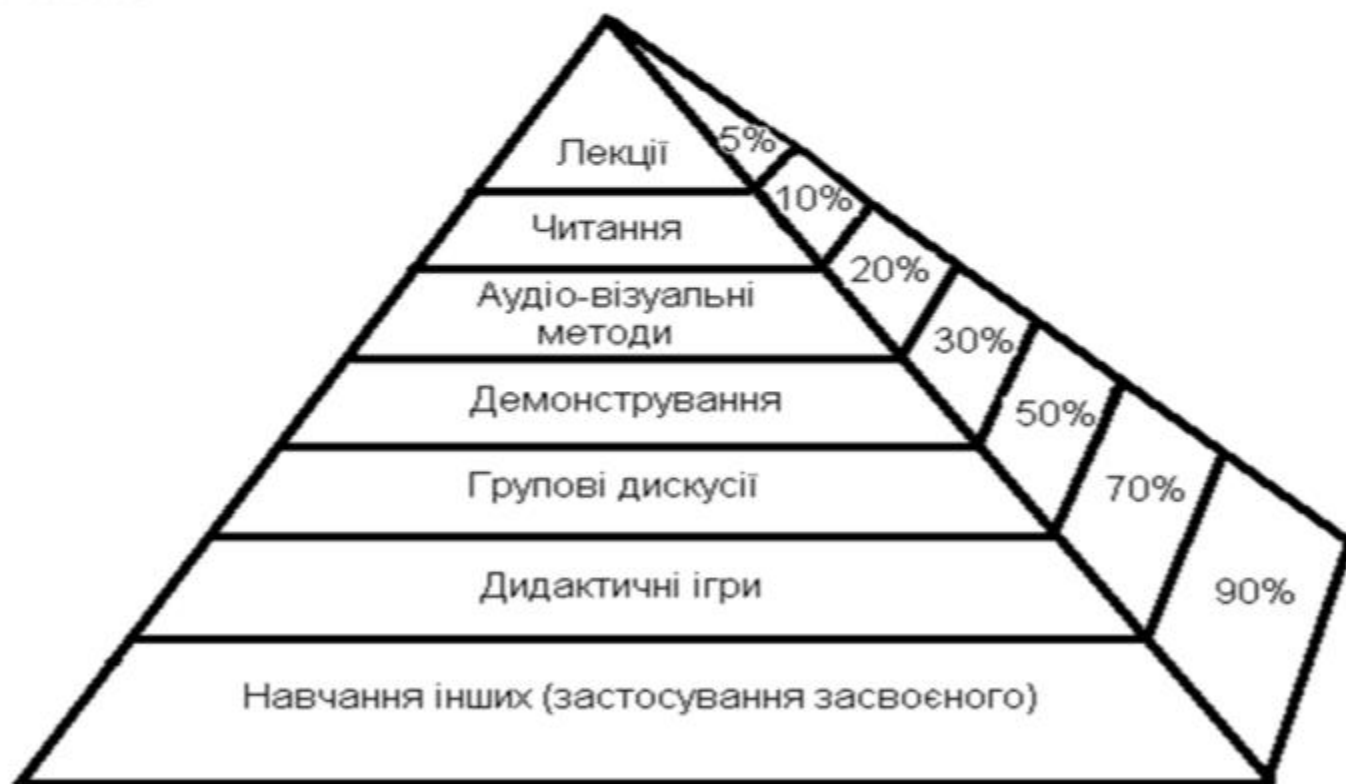 Лекції
5%
Читання
10%
Аудіо-візуальні
методи
20%
Демонстрування
30%
Групові дискусії
50%
Дидактичні ігри
70%
Навчання інших (застосування засвоєного)
90%